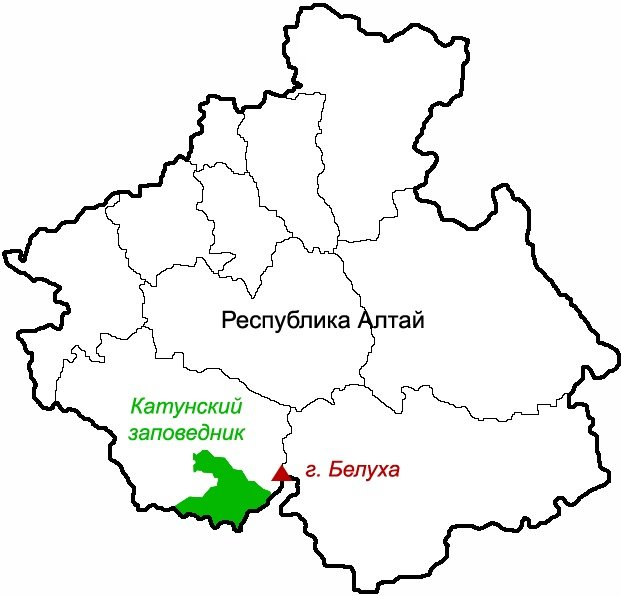 Республика Алтай
Катунский
заповедник
г. Белуха